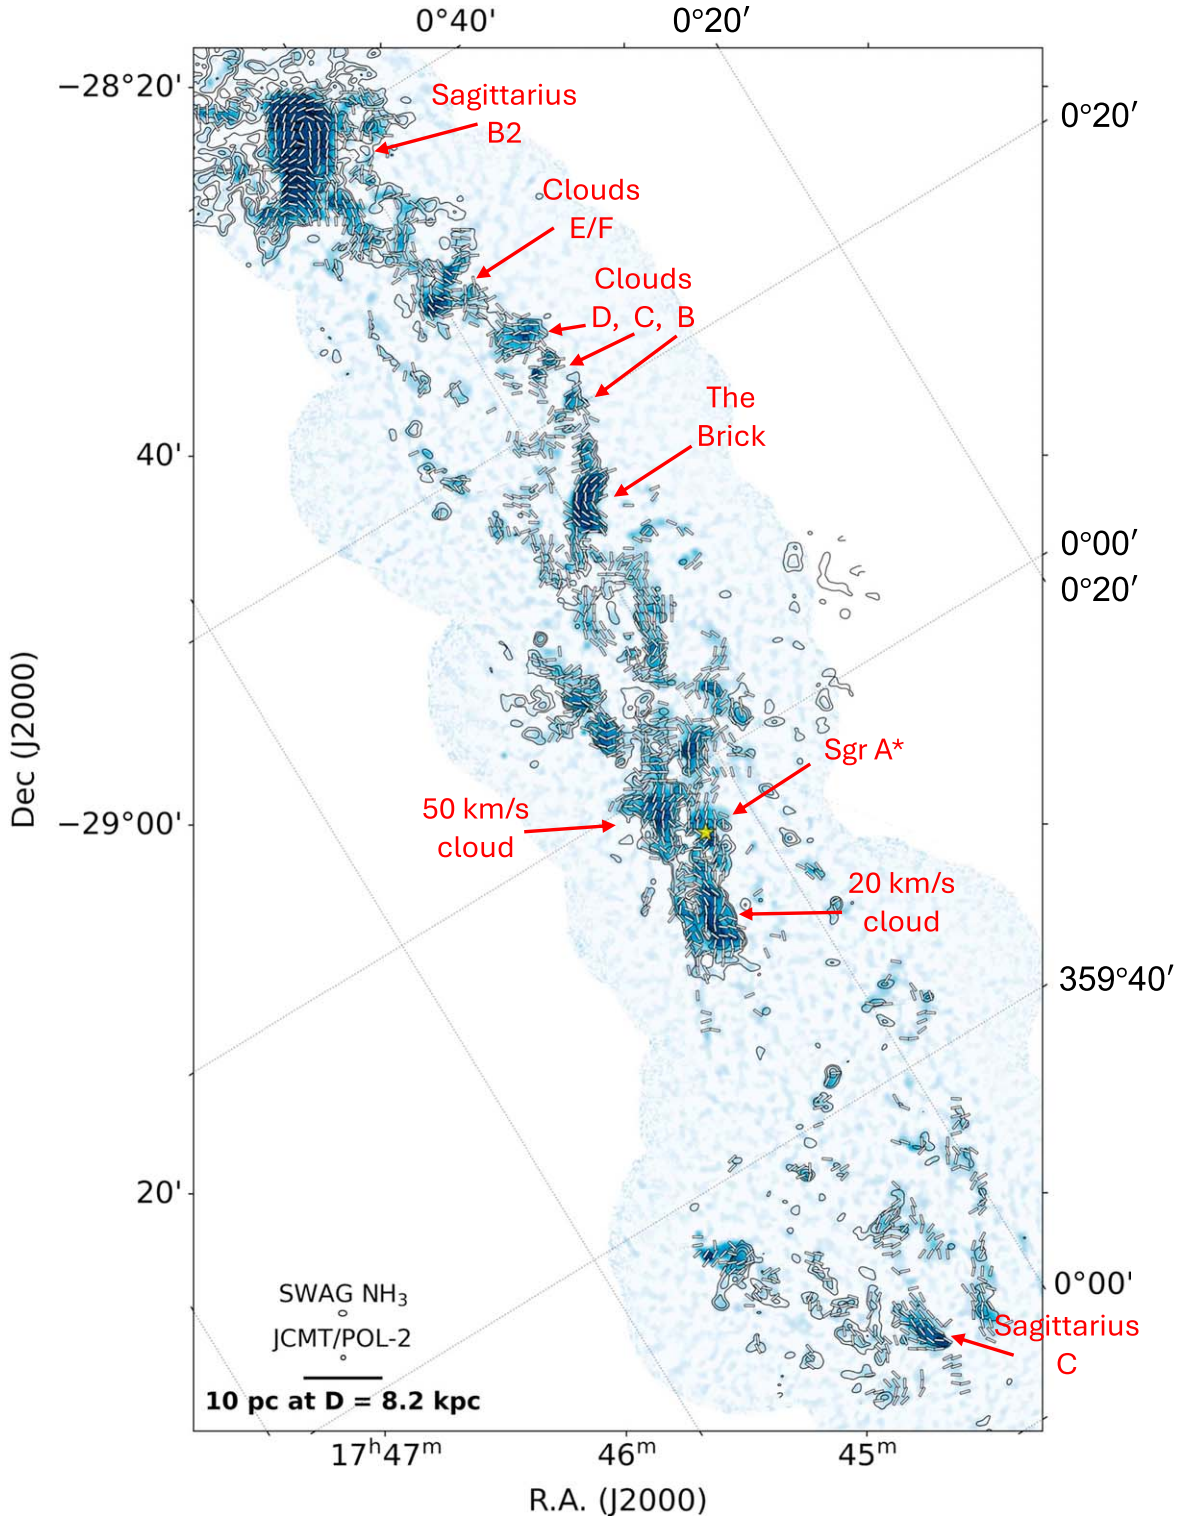 0°40′ 0°20′
−28°20'
Sagittarius
B2
0°20′
Clouds
E/F
Clouds
D, C, B
The
Brick
40'
0°00′
0°20′
Sgr A*
50 km/s
cloud
−29°00'
20 km/s
cloud
359°40′
20'
0°00'
SWAG NH₃
JCMT/POL-2
Sagittarius
C
10 pc at D = 8.2 kpc
17ʰ47ᵐ 46ᵐ 45ᵐ
R.A. (J2000)
Dec (J2000)